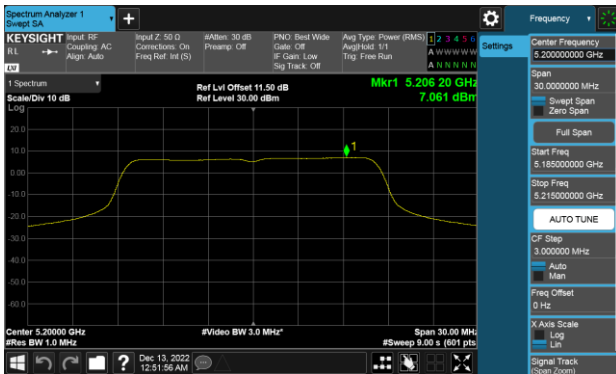 Spectrum Analyzer 1
Swept SA
KEYSIGHT
RL
LXI
Input: RF
Coupling: AC
Align: Auto
Input Z: 50 Ω
Corrections: On
Freq Ref: Int (S)
#Atten: 30 dB
Preamp: Off
PNO: Best Wide
Gate: Off
IF Gain: Low
Sig Track: Off
Avg Type: Power (RMS)
Avg|Hold: 1/1
Trig: Free Run
1 2 3 4 5 6
A W W W W W
A N N N N N
1 Spectrum
Scale/Div 10 dB
Log
Ref Lvl Offset 11.50 dB
Ref Level 30.00 dBm
Mkr1 5.206 20 GHz
7.061 dBm
20.0
10.0
0.00
-10.0
-20.0
-30.0
-40.0
-50.0
-60.0
1
Center 5.20000 GHz
#Res BW 1.0 MHz
#Video BW 3.0 MHz*
Span 30.00 MHz
#Sweep 9.00 s (601 pts
?
Dec 13, 2022
12:51:56 AM
Frequency
Settings
Center Frequency
5.200000000 GHz
Span
30.0000000 MHz
Swept Span
Zero Span
Full Span
Start Freq
5.185000000 GHz
Stop Freq
5.215000000 GHz
AUTO TUNE
CF Step
3.000000 MHz
Auto
Man
Freq Offset
0 Hz
X Axis Scale
Log
Lin
Signal Track
(Span Zoom)